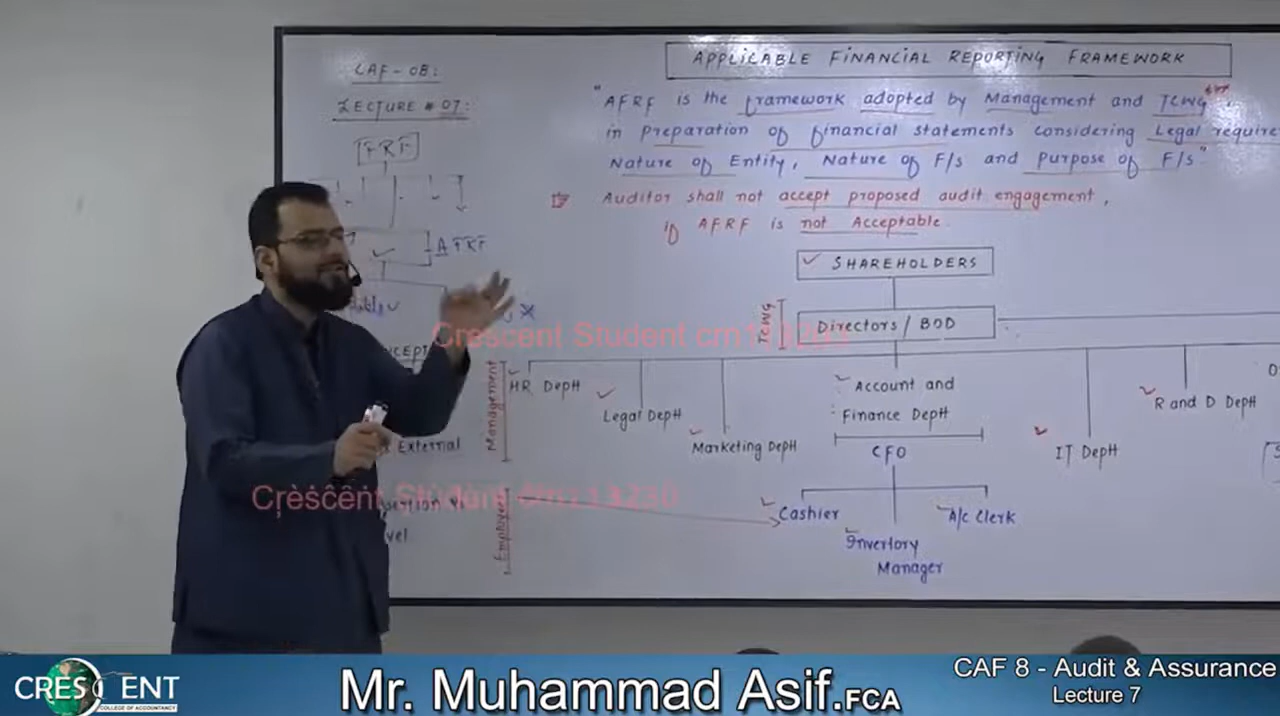 CAF - 08:
LECTURE # 07:
FRF
AFRF
APPLICABLE FINANCIAL REPORTING FRAMEWORK
"AFRF is the framework adopted by Management and TCWG,
in Preparation of financial statements considering Legal require
Nature of Entity, Nature of F/s and Purpose of F/s"
Auditor shall not accept proposed audit engagement,
if AFRF is not Acceptable
SHAREHOLDERS
TCWG
Directors / BOD
Management
HR Deptt
Legal Deptt
Marketing Deptt
Account and
Finance Deptt
CFO
IT Deptt
R and D Deptt
External
Cashier
A/c Clerk
Inventory
Manager
Crescent Student
Crescent Student
CRESCENT
COLLEGE OF ACCOUNTANCY
Mr. Muhammad Asif.FCA
CAF 8 - Audit & Assurance
Lecture 7